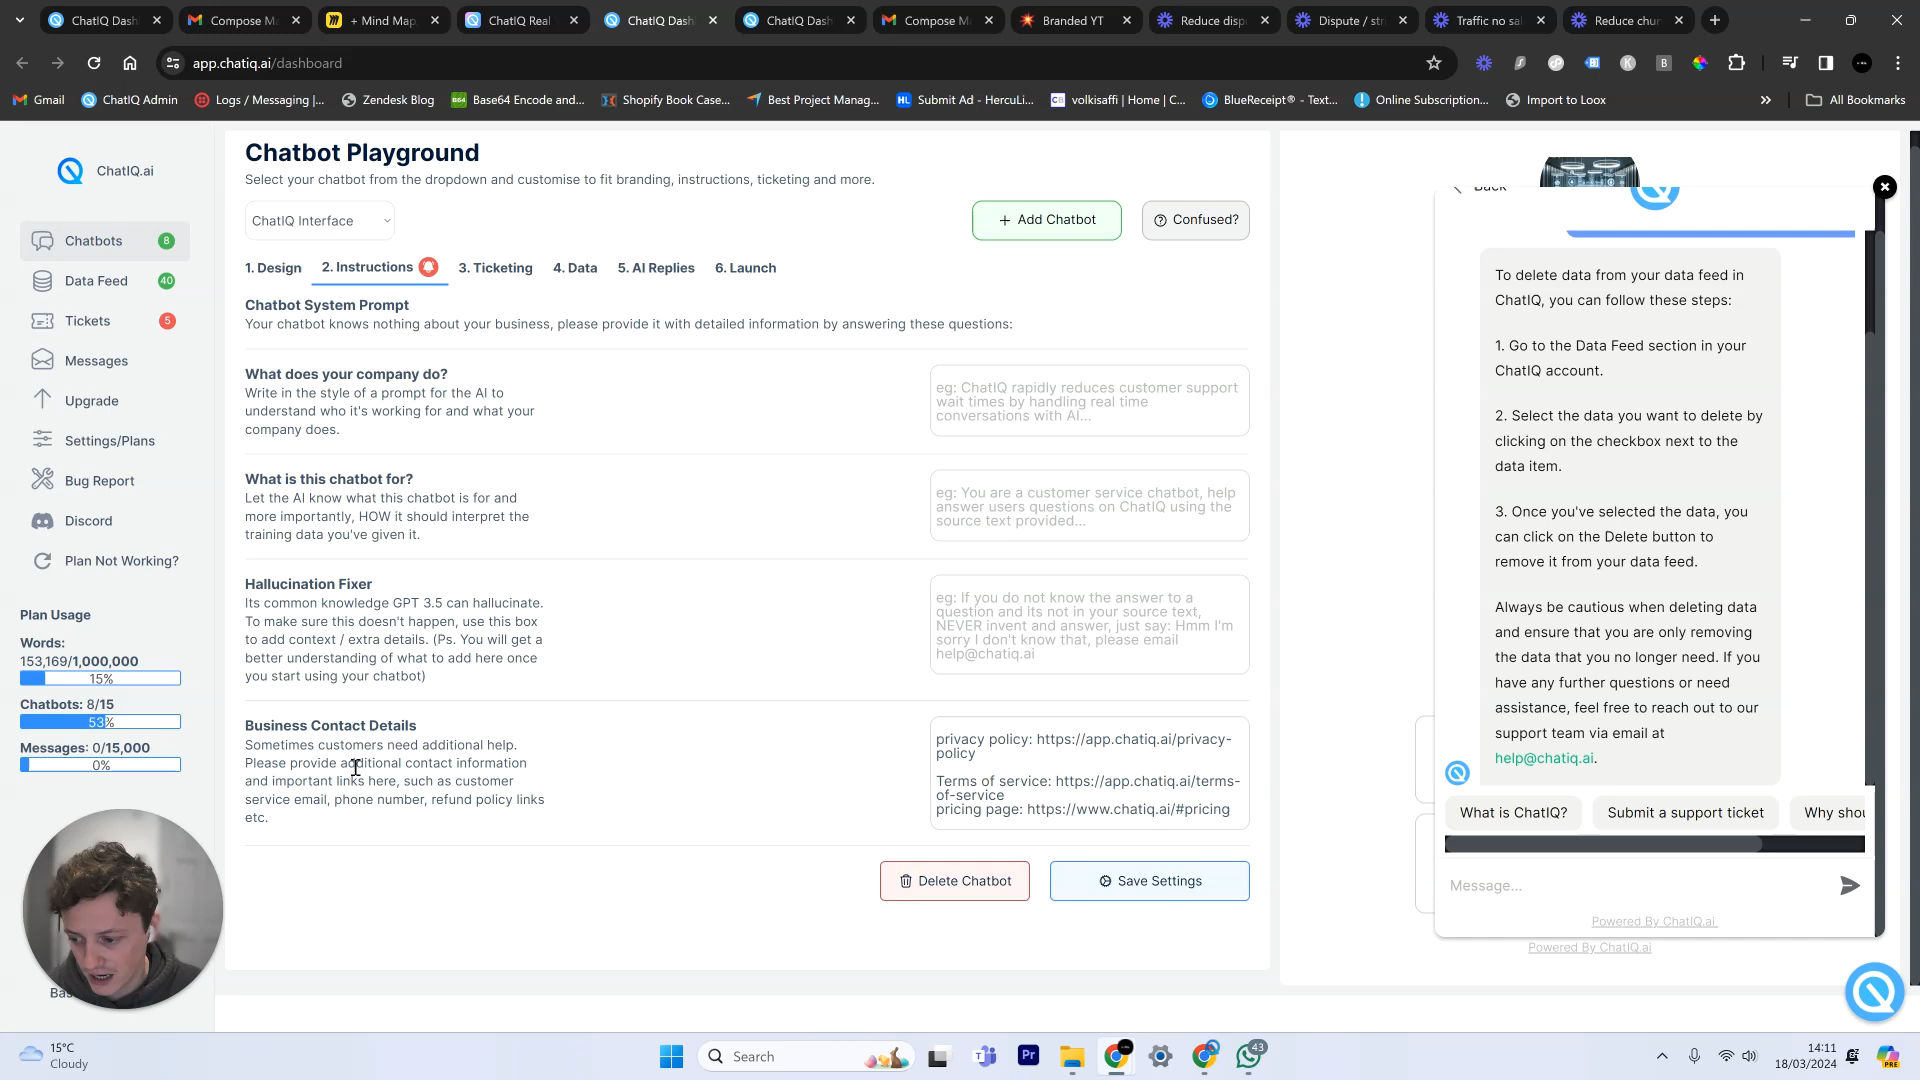 ChatIQ Dash
Compose Ma
+ Mind Map
ChatIQ Real
ChatIQ Dash
ChatIQ Dash
Compose Ma
Branded YT
Reduce disp
Dispute / str
Traffic no sal
Reduce chur
app.chatiq.ai/dashboard
Gmail
ChatIQ Admin
Logs / Messaging |...
Zendesk Blog
Base64 Encode and...
Shopify Book Case...
Best Project Manag...
Submit Ad - HercuLi...
volkisaffi | Home | C...
BlueReceipt® - Text...
Online Subscription...
Import to Loox
All Bookmarks
ChatIQ.ai
Chatbots 8
Data Feed 40
Tickets 5
Messages
Upgrade
Settings/Plans
Bug Report
Discord
Plan Not Working?
Plan Usage
Words:
153,169/1,000,000
15%
Chatbots: 8/15
53%
Messages: 0/15,000
0%
Chatbot Playground
Select your chatbot from the dropdown and customise to fit branding, instructions, ticketing and more.
ChatIQ Interface
+ Add Chatbot
Confused?
1. Design
2. Instructions
3. Ticketing
4. Data
5. AI Replies
6. Launch
Chatbot System Prompt
Your chatbot knows nothing about your business, please provide it with detailed information by answering these questions:
What does your company do?
Write in the style of a prompt for the AI to
understand who it's working for and what your
company does.
eg: ChatIQ rapidly reduces customer support
wait times by handling real time
conversations with AI...
What is this chatbot for?
Let the AI know what this chatbot is for and
more importantly, HOW it should interpret the
training data you've given it.
eg: You are a customer service chatbot, help
answer users questions on ChatIQ using the
source text provided...
Hallucination Fixer
Its common knowledge GPT 3.5 can hallucinate.
To make sure this doesn't happen, use this box
to add context / extra details. (Ps. You will get a
better understanding of what to add here once
you start using your chatbot)
eg: If you do not know the answer to a
question and its not in your source text,
NEVER invent and answer, just say: Hmm I'm
sorry I don't know that, please email
help@chatiq.ai
Business Contact Details
Sometimes customers need additional help.
Please provide additional contact information
and important links here, such as customer
service email, phone number, refund policy links
etc.
privacy policy: https://app.chatiq.ai/privacy-
policy
Terms of service: https://app.chatiq.ai/terms-
of-service
pricing page: https://www.chatiq.ai/#pricing
Delete Chatbot
Save Settings
Back
To delete data from your data feed in
ChatIQ, you can follow these steps:
1. Go to the Data Feed section in your
ChatIQ account.
2. Select the data you want to delete by
clicking on the checkbox next to the
data item.
3. Once you've selected the data, you
can click on the Delete button to
remove it from your data feed.
Always be cautious when deleting data
and ensure that you are only removing
the data that you no longer need. If you
have any further questions or need
assistance, feel free to reach out to our
support team via email at
help@chatiq.ai.
What is ChatIQ?
Submit a support ticket
Why shou
Message...
Powered By ChatIQ.ai
Powered By ChatIQ.ai
15°C
Cloudy
Search
Pr
43
14:11
18/03/2024
PRE